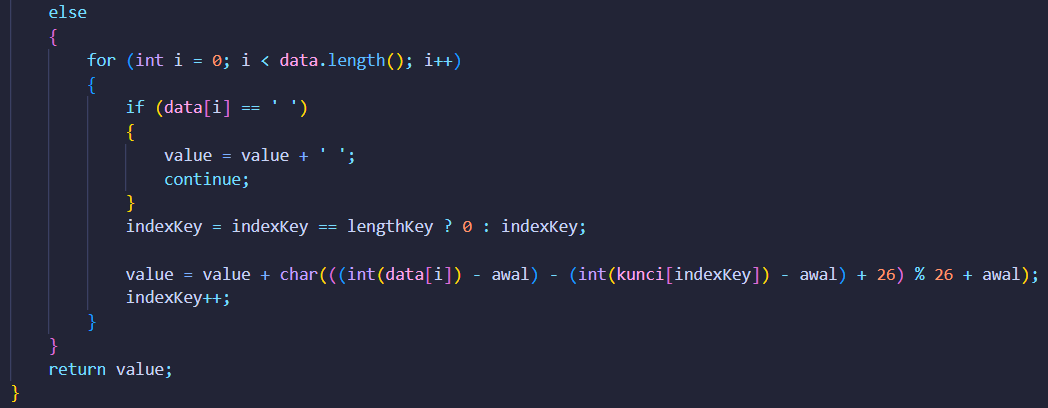 else
{
for (int i = 0; i < data.length(); i++)
{
if (data[i] == ' ')
{
value = value + ' ';
continue;
}
indexKey = indexKey == lengthKey ? 0 : indexKey;
value = value + char(((int(data[i]) - awal) - (int(kunci[indexKey]) - awal) + 26) % 26 + awal);
indexKey++;
}
}
return value;
}